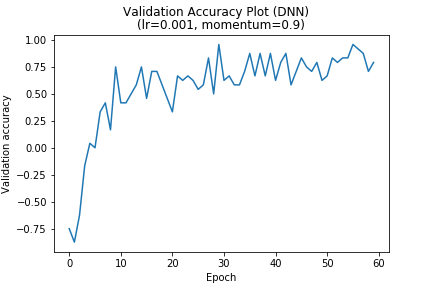 Validation Accuracy Plot (DNN)
(lr=0.001, momentum=0.9)
1.00
0.75
0.50
0.25
0.00
−0.25
−0.50
−0.75
Validation accuracy
0 10 20 30 40 50 60
Epoch